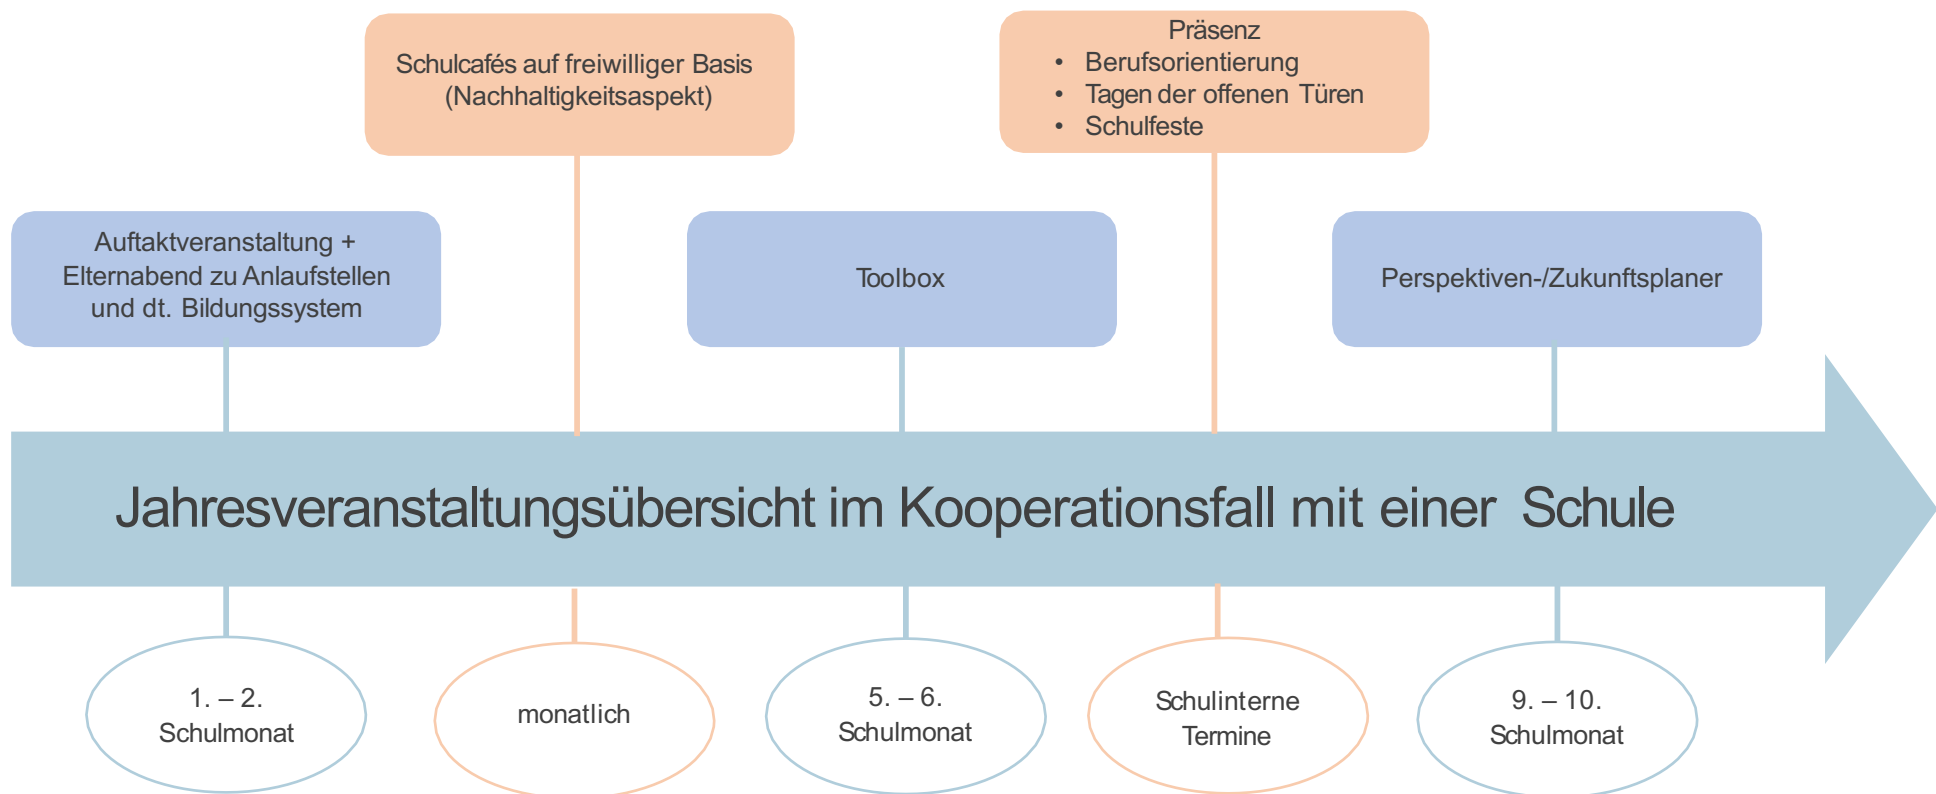 Schulcafés auf freiwilliger Basis
(Nachhaltigkeitsaspekt)
Präsenz
• Berufsorientierung
• Tagen der offenen Türen
• Schulfeste
Auftaktveranstaltung +
Elternabend zu Anlaufstellen
und dt. Bildungssystem
Toolbox
Perspektiven-/Zukunftsplaner
Jahresveranstaltungsübersicht im Kooperationsfall mit einer Schule
1. – 2.
Schulmonat
monatlich
5. – 6.
Schulmonat
Schulinterne
Termine
9. – 10.
Schulmonat